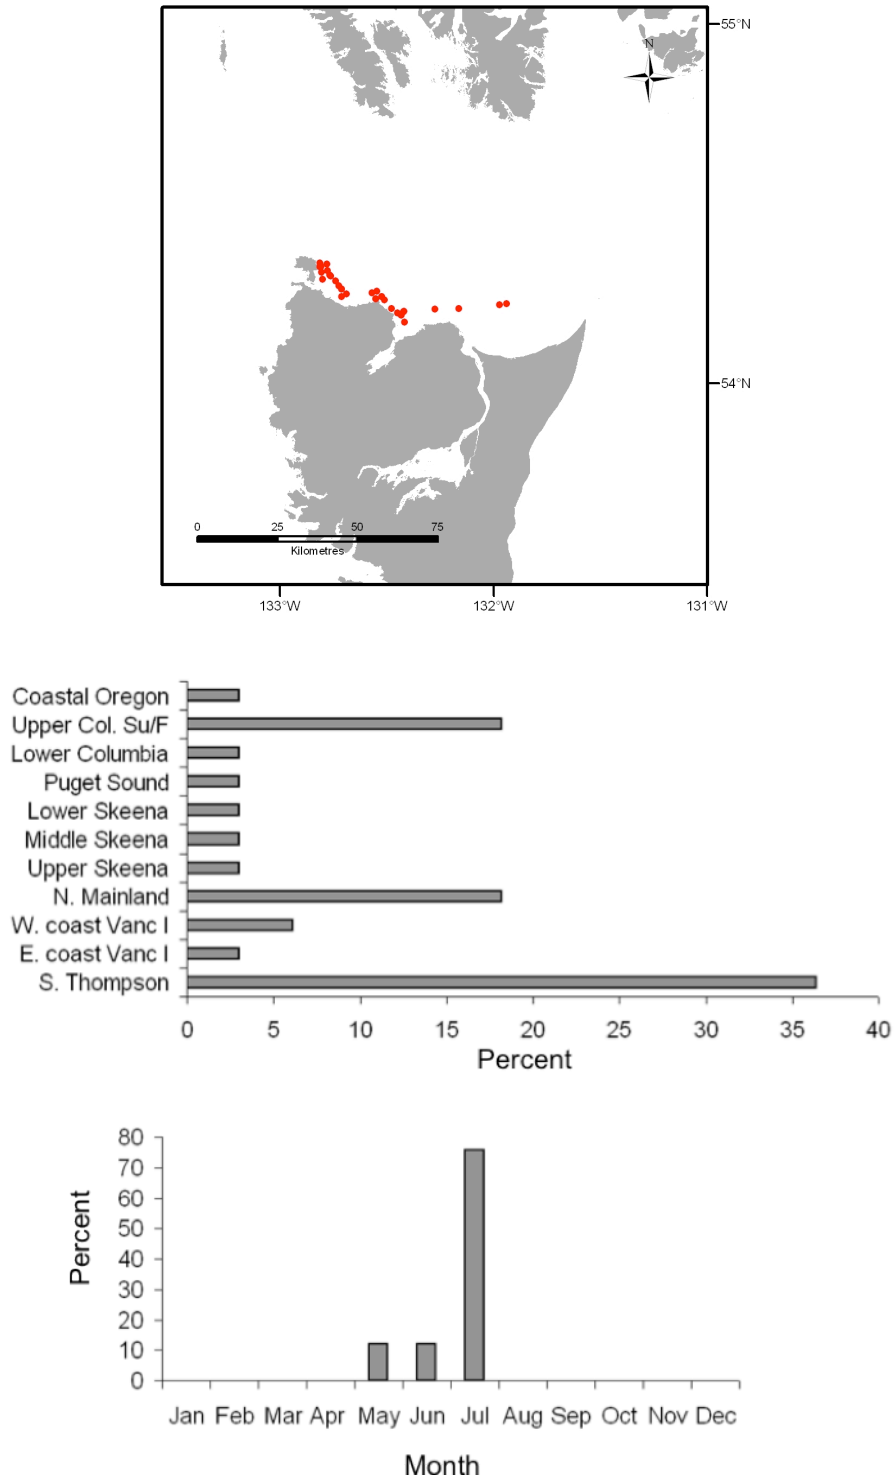 55°N
N
54°N
0 25 50 75
Kilometres
133°W 132°W 131°W
Coastal Oregon
Upper Col. Su/F
Lower Columbia
Puget Sound
Lower Skeena
Middle Skeena
Upper Skeena
N. Mainland
W. coast Vanc I
E. coast Vanc I
S. Thompson
0 5 10 15 20 25 30 35 40
Percent
80
70
60
50
40
30
20
10
0
Percent
Jan Feb Mar Apr May Jun Jul Aug Sep Oct Nov Dec
Month